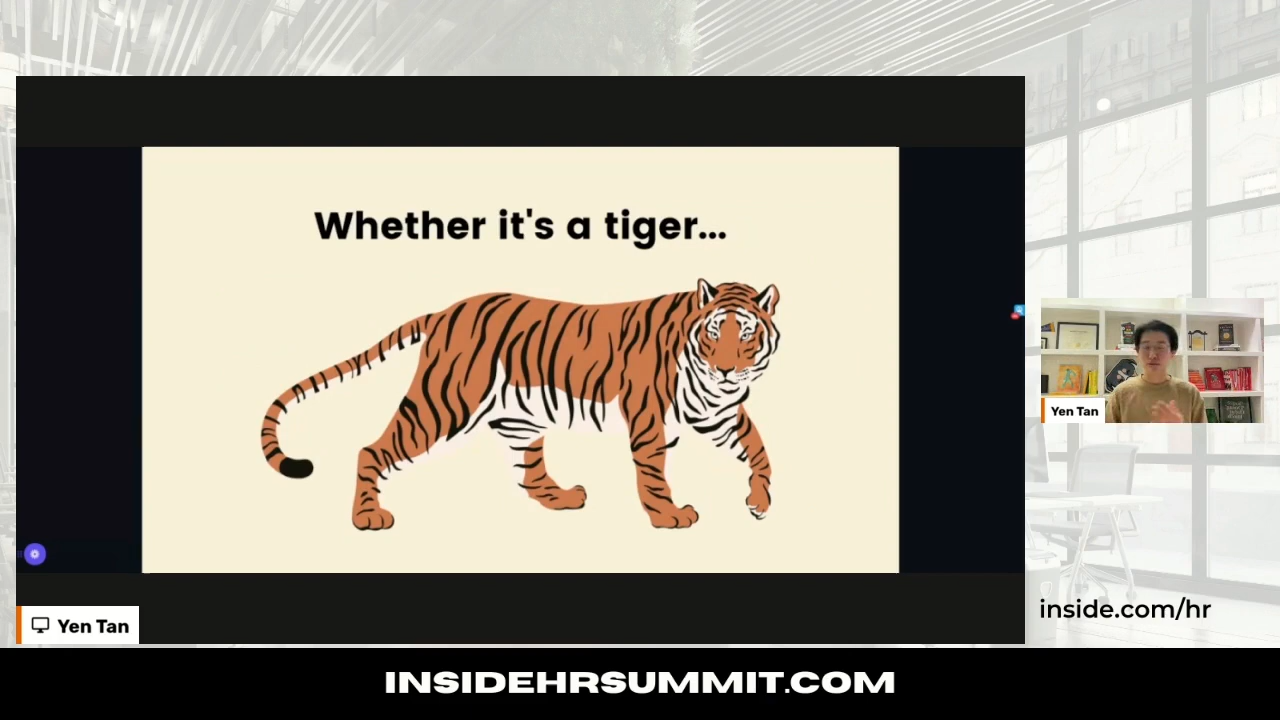 Whether it's a tiger...
Yen Tan
Yen Tan
inside.com/hr
INSIDEHRSUMMIT.COM